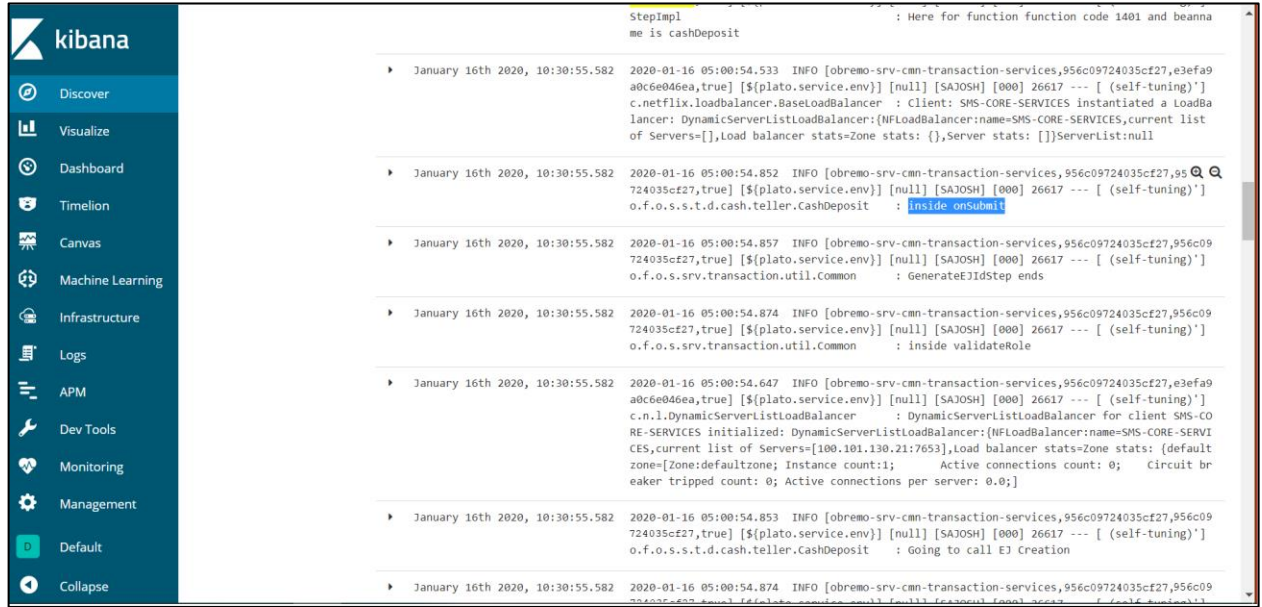 kibana
Discover
Visualize
Dashboard
Timelion
Canvas
Machine Learning
Infrastructure
Logs
APM
Dev Tools
Monitoring
Management
D Default
Collapse
StepImpl : Here for function function code 1401 and beanna
me is cashDeposit
January 16th 2020, 10:30:55.582 2020-01-16 05:00:54.533 INFO [obremo-srv-cmn-transaction-services,956c09724035cf27,e3efa9
a0c6e046ea,true] [${plato.service.env}] [null] [SAJOSH] [000] 26617 --- [ (self-tuning)']
c.netflix.loadbalancer.BaseLoadBalancer : Client: SMS-CORE-SERVICES instantiated a LoadBa
lancer: DynamicServerListLoadBalancer:{NFLoadBalancer:name=SMS-CORE-SERVICES,current list
of Servers=[],Load balancer stats=Zone stats: {},Server stats: []}ServerList:null
January 16th 2020, 10:30:55.582 2020-01-16 05:00:54.852 INFO [obremo-srv-cmn-transaction-services,956c09724035cf27,95
724035cf27,true] [${plato.service.env}] [null] [SAJOSH] [000] 26617 --- [ (self-tuning)']
o.f.o.s.s.t.d.cash.teller.CashDeposit : inside onSubmit
January 16th 2020, 10:30:55.582 2020-01-16 05:00:54.857 INFO [obremo-srv-cmn-transaction-services,956c09724035cf27,956c09
724035cf27,true] [${plato.service.env}] [null] [SAJOSH] [000] 26617 --- [ (self-tuning)']
o.f.o.s.srv.transaction.util.Common : GenerateEJIdStep ends
January 16th 2020, 10:30:55.582 2020-01-16 05:00:54.874 INFO [obremo-srv-cmn-transaction-services,956c09724035cf27,956c09
724035cf27,true] [${plato.service.env}] [null] [SAJOSH] [000] 26617 --- [ (self-tuning)']
o.f.o.s.srv.transaction.util.Common : inside validateRole
January 16th 2020, 10:30:55.582 2020-01-16 05:00:54.647 INFO [obremo-srv-cmn-transaction-services,956c09724035cf27,e3efa9
a0c6e046ea,true] [${plato.service.env}] [null] [SAJOSH] [000] 26617 --- [ (self-tuning)']
c.n.l.DynamicServerListLoadBalancer : DynamicServerListLoadBalancer for client SMS-CO
RE-SERVICES initialized: DynamicServerListLoadBalancer:{NFLoadBalancer:name=SMS-CORE-SERVI
CES,current list of Servers=[100.101.130.21:7653],Load balancer stats=Zone stats: {default
zone=[Zone:defaultzone; Instance count:1; Active connections count: 0; Circuit br
eaker tripped count: 0; Active connections per server: 0.0;]
January 16th 2020, 10:30:55.582 2020-01-16 05:00:54.853 INFO [obremo-srv-cmn-transaction-services,956c09724035cf27,956c09
724035cf27,true] [${plato.service.env}] [null] [SAJOSH] [000] 26617 --- [ (self-tuning)']
o.f.o.s.s.t.d.cash.teller.CashDeposit : Going to call EJ Creation
January 16th 2020, 10:30:55.582 2020-01-16 05:00:54.874 INFO [obremo-srv-cmn-transaction-services,956c09724035cf27,956c09